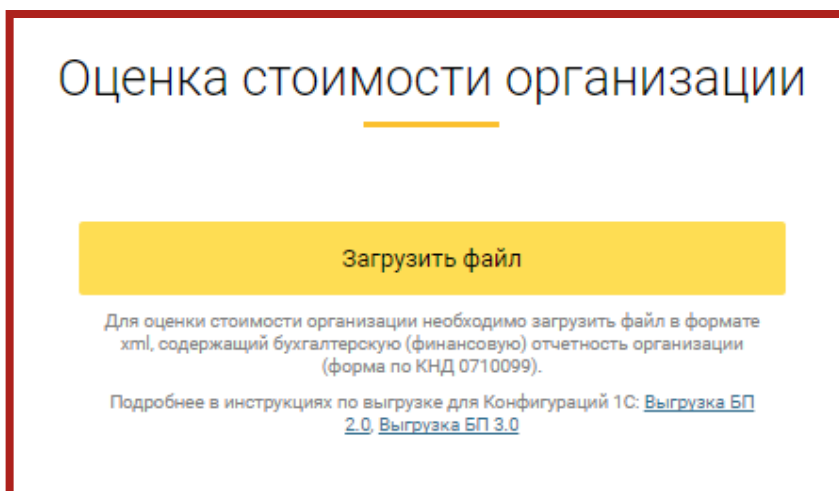 Оценка стоимости организации
Загрузить файл
Для оценки стоимости организации необходимо загрузить файл в формате
xml, содержащий бухгалтерскую (финансовую) отчетность организации
(форма по КНД 0710099).
Подробнее в инструкциях по выгрузке для Конфигураций 1С: Выгрузка БП
2.0, Выгрузка БП 3.0